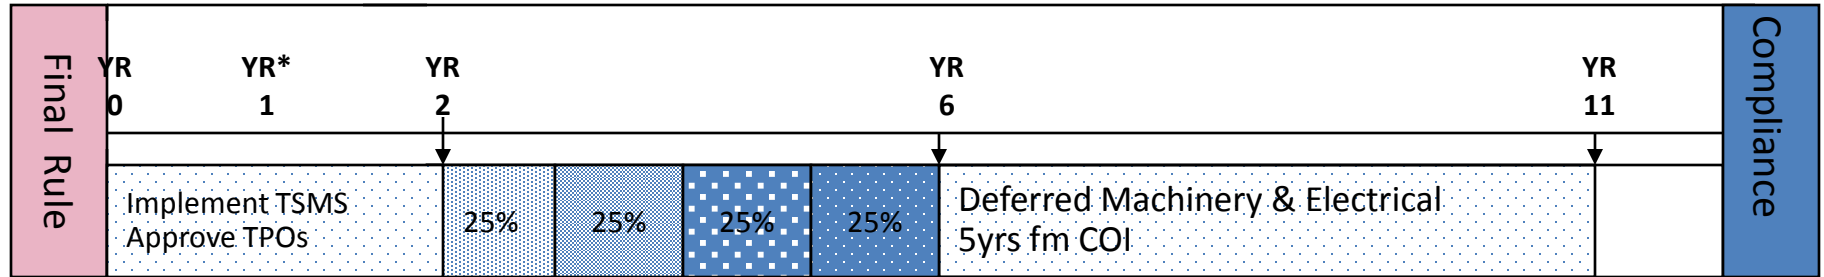 Final Rule
YR
0
YR*
1
YR
2
YR
6
YR
11
Compliance
Implement TSMS
Approve TPOs
25%
25%
25%
25%
Deferred Machinery & Electrical
5yrs fm COI